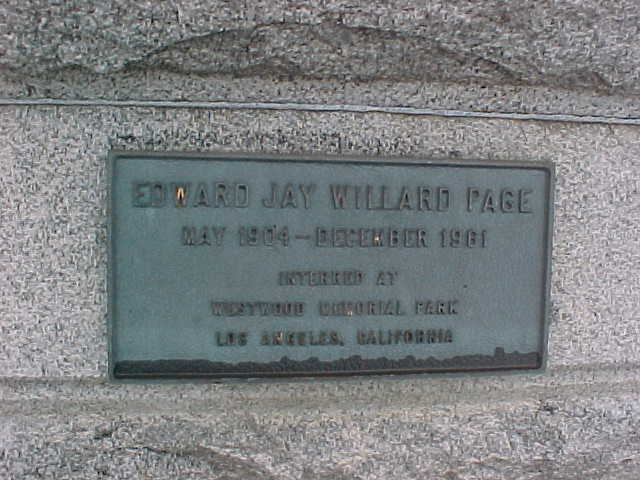 EDWARD JAY WILLARD PAGE
MAY 1904 – DECEMBER 1961
INTERRED AT
WESTWOOD MEMORIAL PARK
LOS ANGELES, CALIFORNIA